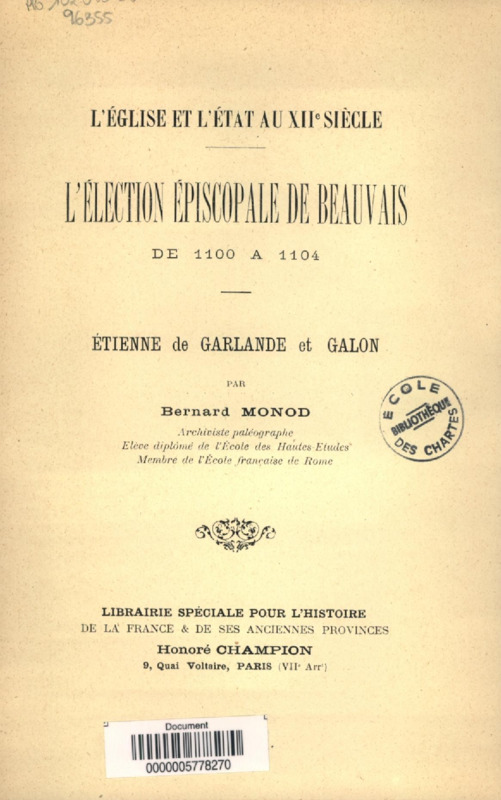 96355
L'ÉGLISE ET L'ÉTAT AU XIIe SIÈCLE
L'ÉLECTION ÉPISCOPALE DE BEAUVAIS
DE 1100 A 1104
ÉTIENNE de GARLANDE et GALON
PAR
Bernard MONOD
Archiviste paléographe
Elève diplômé de l'École des Hautes-Etudes
Membre de l'École française de Rome
ÉCOLE
BIBLIOTHÈQUE
DES CHARTES
LIBRAIRIE SPÉCIALE POUR L'HISTOIRE
DE LA FRANCE & DE SES ANCIENNES PROVINCES
Honoré CHAMPION
9, Quai Voltaire, PARIS (VIIe Arrt)
Document
0000005778270